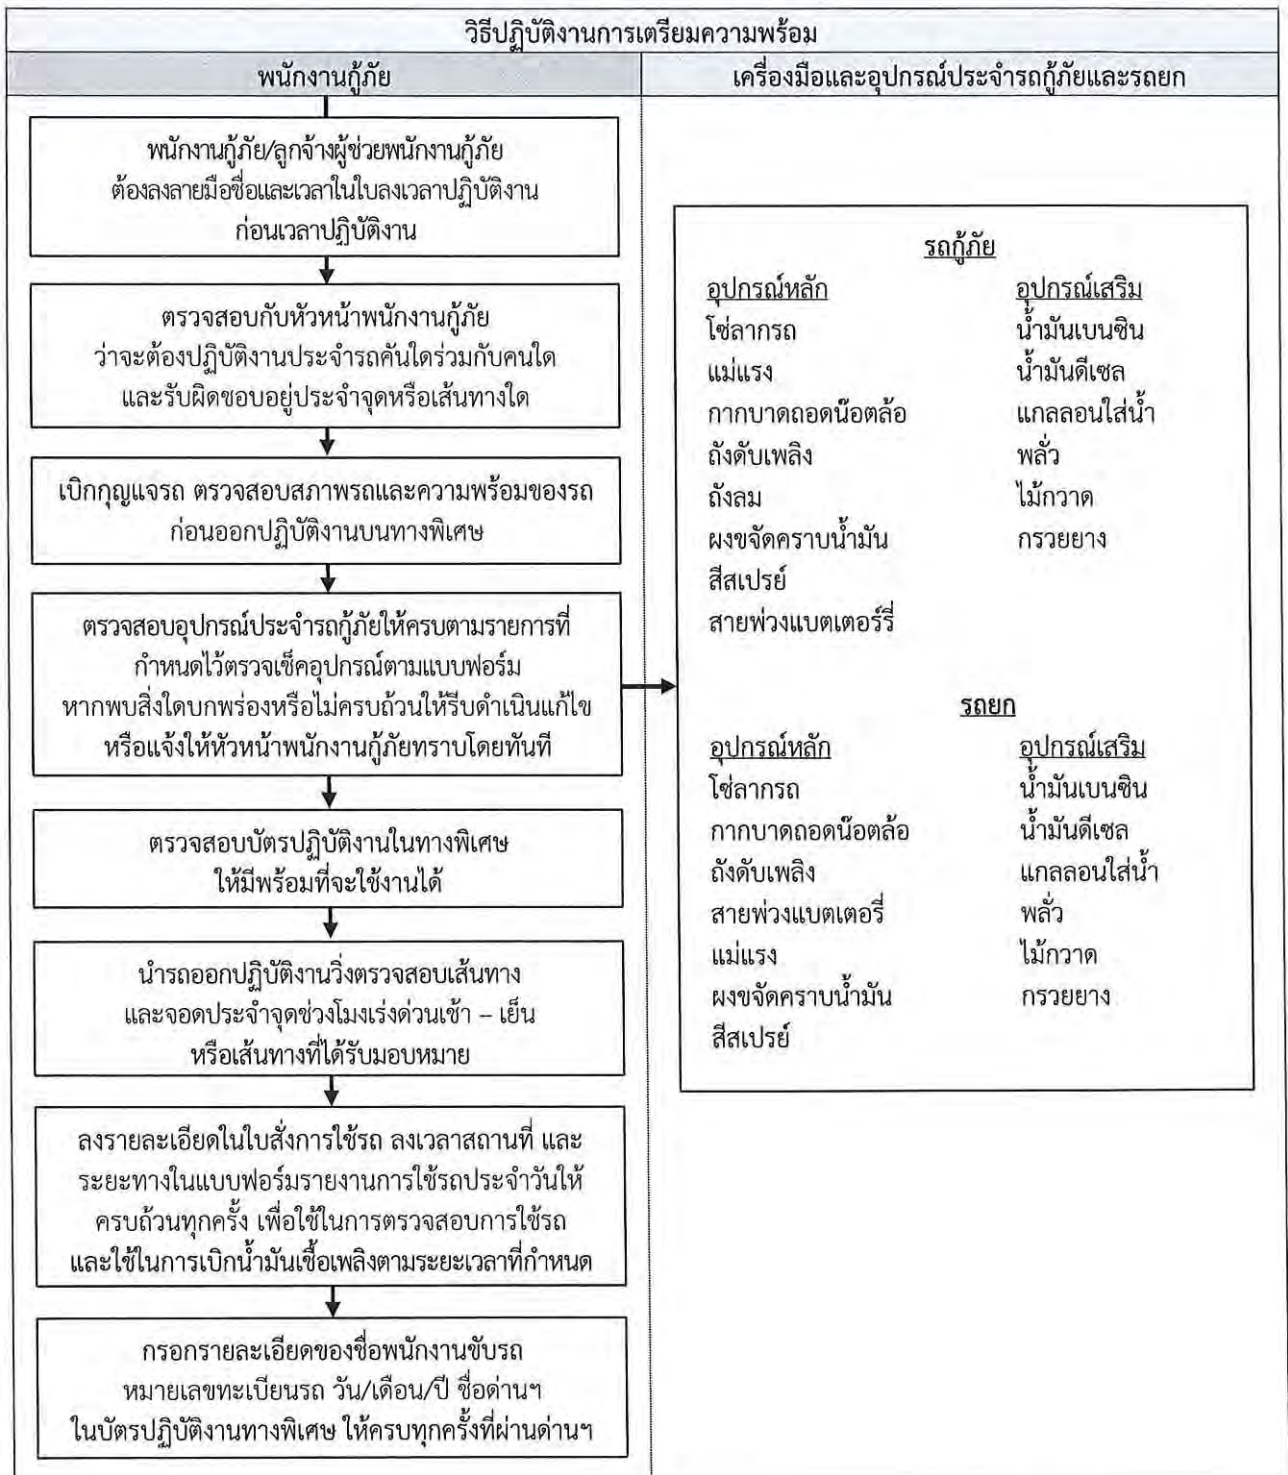 วิธีปฏิบัติงานการเตรียมความพร้อม
พนักงานกู้ภัย
เครื่องมือและอุปกรณ์ประจำรถกู้ภัยและรถยก
พนักงานกู้ภัย/ลูกจ้างผู้ช่วยพนักงานกู้ภัย
ต้องลงลายมือชื่อและเวลาในใบลงเวลาปฏิบัติงาน
ก่อนเวลาปฏิบัติงาน
ตรวจสอบกับหัวหน้าพนักงานกู้ภัย
ว่าจะต้องปฏิบัติงานประจำรถคันใดร่วมกับคนใด
และรับผิดชอบอยู่ประจำจุดหรือเส้นทางใด
เบิกกุญแจรถ ตรวจสอบสภาพรถและความพร้อมของรถ
ก่อนออกปฏิบัติงานบนทางพิเศษ
ตรวจสอบอุปกรณ์ประจำรถกู้ภัยให้ครบตามรายการที่
กำหนดไว้ตรวจเช็คอุปกรณ์ตามแบบฟอร์ม
หากพบสิ่งใดบกพร่องหรือไม่ครบถ้วนให้รีบดำเนินแก้ไข
หรือแจ้งให้หัวหน้าพนักงานกู้ภัยทราบโดยทันที
ตรวจสอบบัตรปฏิบัติงานในทางพิเศษ
ให้มีพร้อมที่จะใช้งานได้
นำรถออกปฏิบัติงานวิ่งตรวจสอบเส้นทาง
และจอดประจำจุดช่วงโมงเร่งด่วนเช้า – เย็น
หรือเส้นทางที่ได้รับมอบหมาย
ลงรายละเอียดในใบสั่งการใช้รถ ลงเวลาสถานที่ และ
ระยะทางในแบบฟอร์มรายงานการใช้รถประจำวันให้
ครบถ้วนทุกครั้ง เพื่อใช้ในการตรวจสอบการใช้รถ
และใช้ในการเบิกน้ำมันเชื้อเพลิงตามระยะเวลาที่กำหนด
กรอกรายละเอียดของชื่อพนักงานขับรถ
หมายเลขทะเบียนรถ วัน/เดือน/ปี ชื่อด่านฯ
ในบัตรปฏิบัติงานทางพิเศษ ให้ครบทุกครั้งที่ผ่านด่านฯ
รถกู้ภัย
อุปกรณ์หลัก อุปกรณ์เสริม
โซ่ลากรถ น้ำมันเบนซิน
แม่แรง น้ำมันดีเซล
กากบาดถอดน๊อตล้อ แกลลอนใส่น้ำ
ถังดับเพลิง พลั่ว
ถังลม ไม้กวาด
ผงขจัดคราบน้ำมัน กรวยยาง
สีสเปรย์
สายพ่วงแบตเตอร์รี่
รถยก
อุปกรณ์หลัก อุปกรณ์เสริม
โซ่ลากรถ น้ำมันเบนซิน
กากบาดถอดน๊อตล้อ น้ำมันดีเซล
ถังดับเพลิง แกลลอนใส่น้ำ
สายพ่วงแบตเตอรี่ พลั่ว
แม่แรง ไม้กวาด
ผงขจัดคราบน้ำมัน กรวยยาง
สีสเปรย์